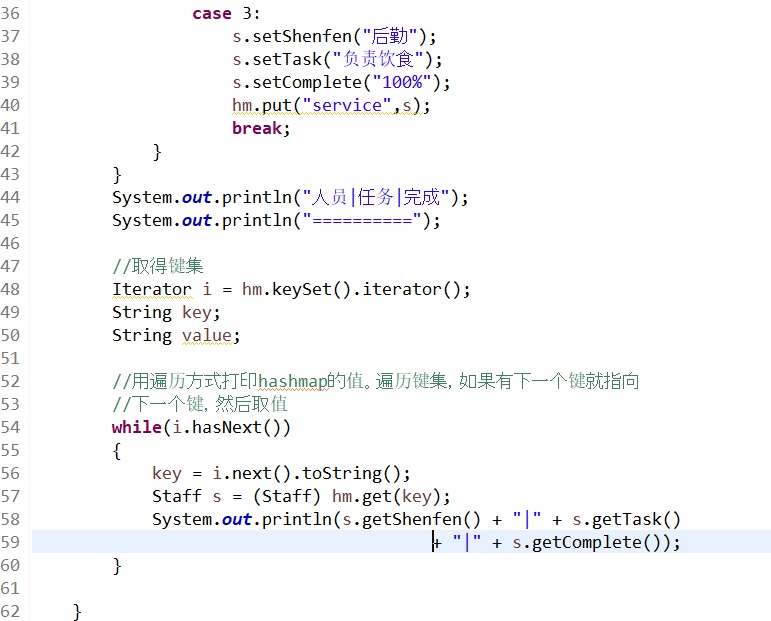 36                 case 3:
37                     s.setShenfen("后勤");
38                     s.setTask("负责饮食");
39                     s.setComplete("100%");
40                     hm.put("service",s);
41                     break;
42             }
43         }
44         System.out.println("人员|任务|完成");
45         System.out.println("==========");
46
47         //取得键集
48         Iterator i = hm.keySet().iterator();
49         String key;
50         String value;
51
52         //用遍历方式打印hashmap的值。遍历键集，如果有下一个键就指向
53         //下一个键，然后取值
54         while(i.hasNext())
55         {
56             key = i.next().toString();
57             Staff s = (Staff) hm.get(key);
58             System.out.println(s.getShenfen() + "|" + s.getTask()
59                                         + "|" + s.getComplete());
60         }
61
62     }